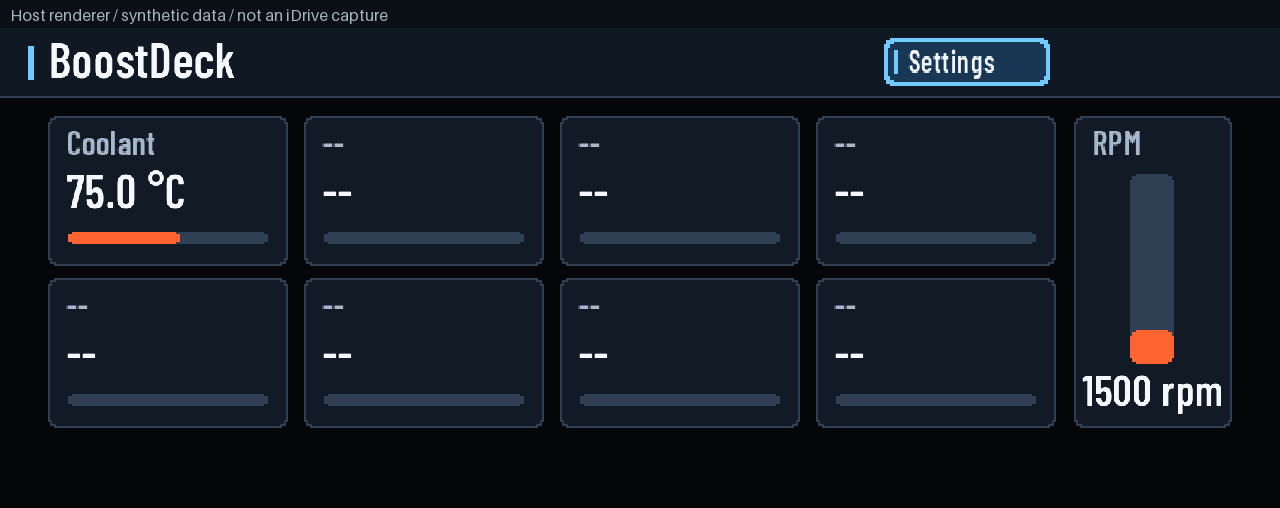 Host renderer / synthetic data / not an iDrive capture
BoostDeck
Settings
Coolant
75.0 °C
--
--
--
--
--
--
RPM
1500 rpm
--
--
--
--
--
--
--
--